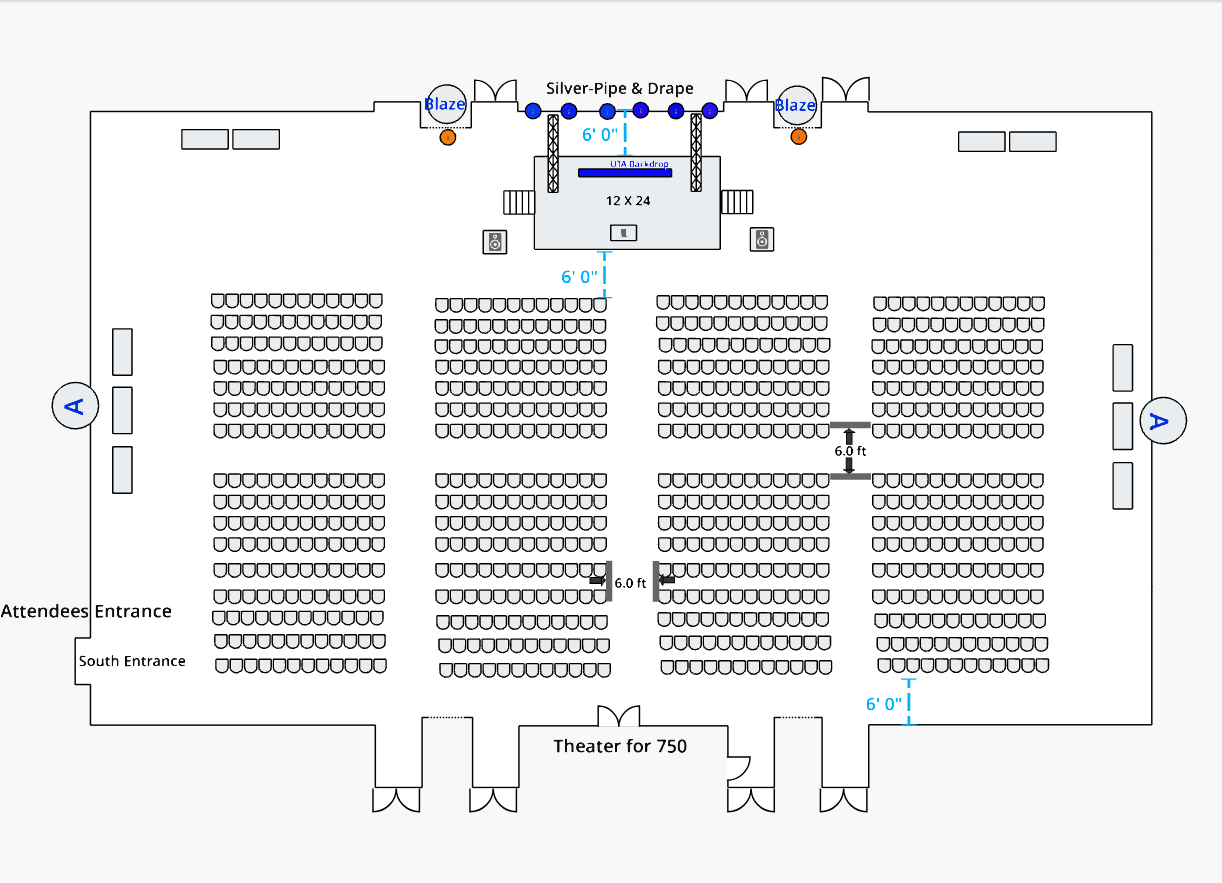 Silver-Pipe & Drape
Blaze
Blaze
6' 0"
UTA Backdrop
12 X 24
6' 0"
A
A
6.0 ft
6.0 ft
Attendees Entrance
South Entrance
6' 0"
Theater for 750